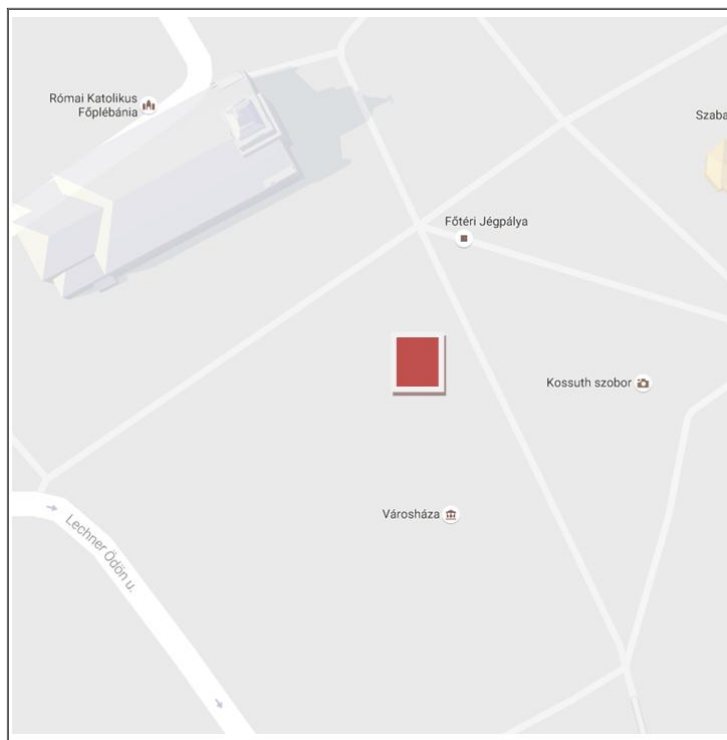 Római Katolikus
Főplébánia
Szaba
Főtéri Jégpálya
Kossuth szobor
Városháza
Lechner Ödön u.